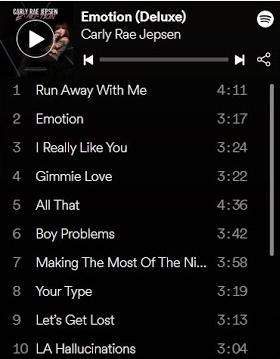 CARLY RAE JEPSEN
Emotion (Deluxe)
Carly Rae Jepsen
1 Run Away With Me 4:11
2 Emotion 3:17
3 I Really Like You 3:24
4 Gimmie Love 3:22
5 All That 4:36
6 Boy Problems 3:42
7 Making The Most Of The Ni... 3:58
8 Your Type 3:19
9 Let's Get Lost 3:13
10 LA Hallucinations 3:04